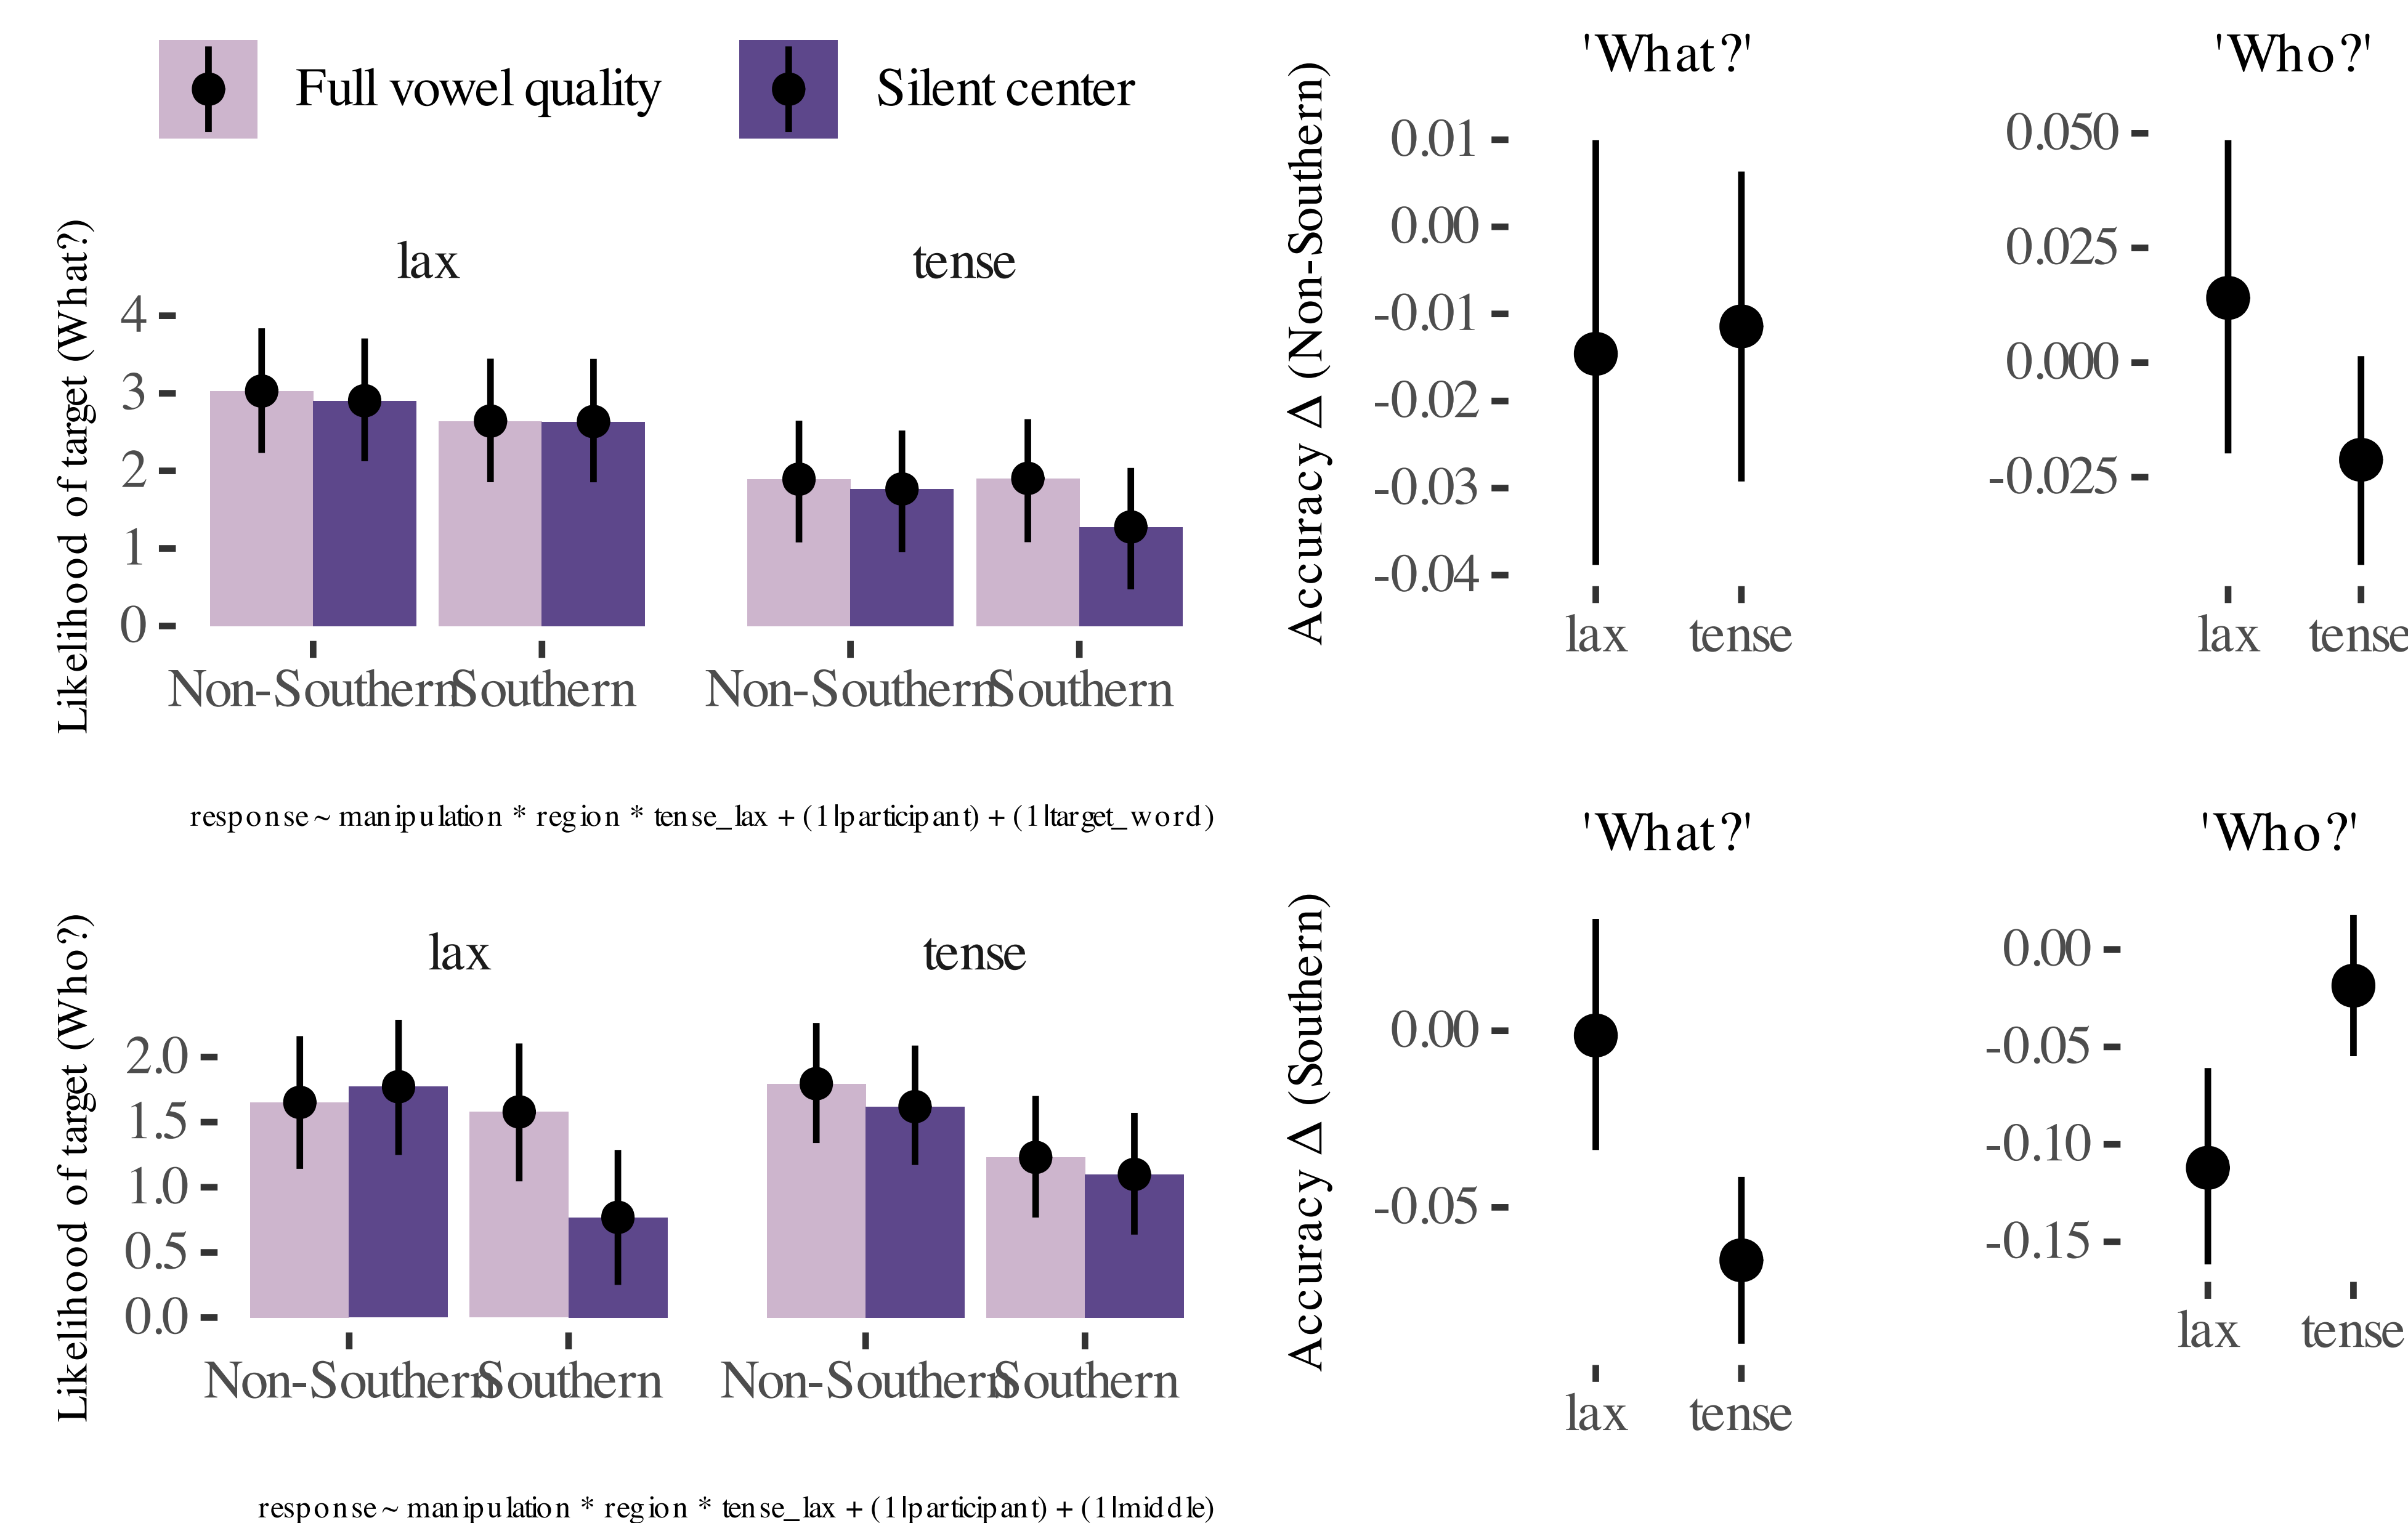 Full vowel quality
Silent center
Likelihood of target (What?)
lax
tense
4
3
2
1
0
Non-Southern
Southern
Non-Southern
Southern
response ~ manipulation * region * tense_lax + (1|participant) + (1|target_word)
Likelihood of target (Who?)
lax
tense
2.0
1.5
1.0
0.5
0.0
Non-Southern
Southern
Non-Southern
Southern
response ~ manipulation * region * tense_lax + (1|participant) + (1|middle)
Accuracy Δ (Non-Southern)
'What?'
0.01
0.00
-0.01
-0.02
-0.03
-0.04
lax
tense
'Who?'
0.050
0.025
0.000
-0.025
lax
tense
Accuracy Δ (Southern)
'What?'
0.00
-0.05
lax
tense
'Who?'
0.00
-0.05
-0.10
-0.15
lax
tense